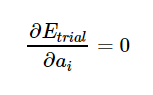 ∂E_trial/∂a_i = 0